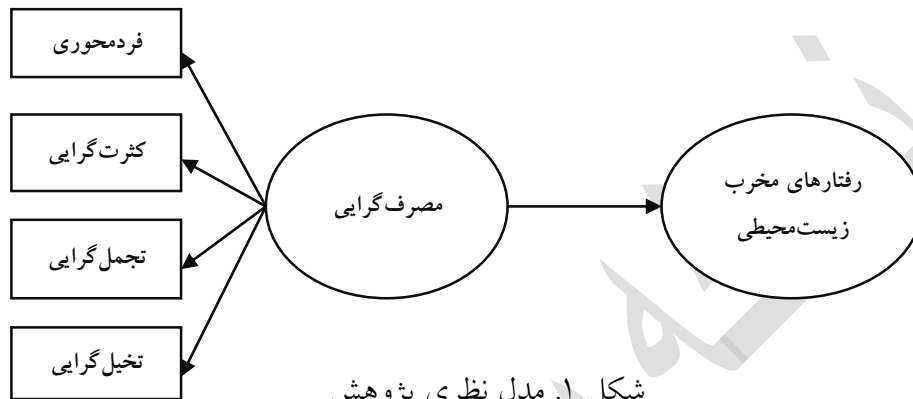 فردمحوری
کثرت‌گرایی
تجمل‌گرایی
تخیل‌گرایی
مصرف‌گرایی
رفتارهای مخرب
زیست‌محیطی
شکل ۱. مدل نظری پژوهش